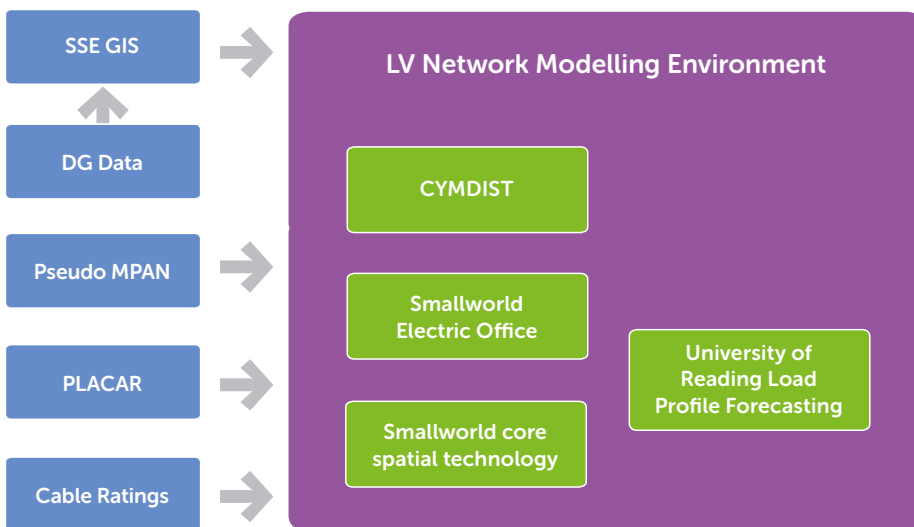 SSE GIS
DG Data
Pseudo MPAN
PLACAR
Cable Ratings
LV Network Modelling Environment
CYMDIST
Smallworld
Electric Office
Smallworld core
spatial technology
University of
Reading Load
Profile Forecasting